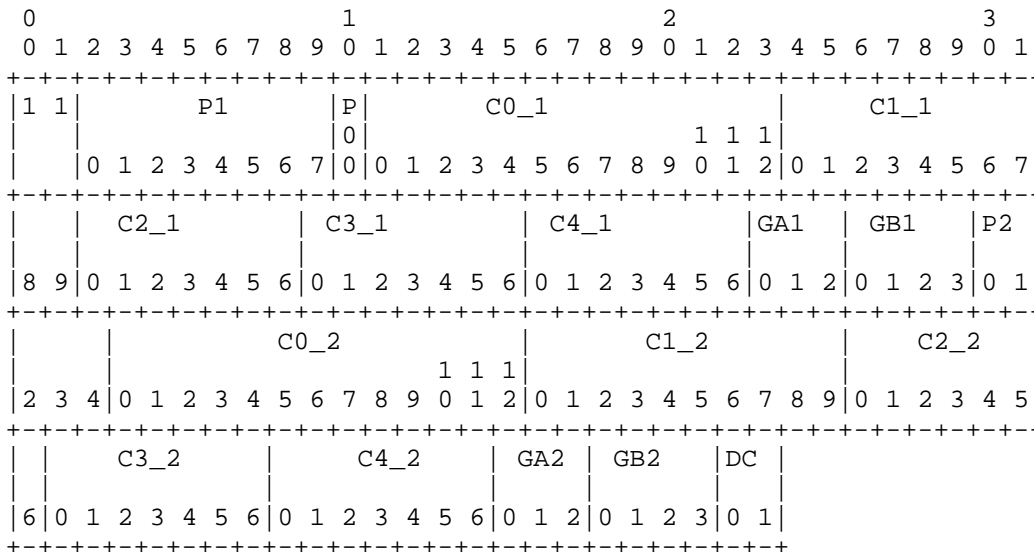 0                   1                   2                   3
 0 1 2 3 4 5 6 7 8 9 0 1 2 3 4 5 6 7 8 9 0 1 2 3 4 5 6 7 8 9 0 1
+-+-+-+-+-+-+-+-+-+-+-+-+-+-+-+-+-+-+-+-+-+-+-+-+-+-+-+-+-+-+-+-
|1 1|       P1      |P|       C0_1              |     C1_1
|   |               |0|                    1 1 1|
|   |0 1 2 3 4 5 6 7|0|0 1 2 3 4 5 6 7 8 9 0 1 2|0 1 2 3 4 5 6 7
+-+-+-+-+-+-+-+-+-+-+-+-+-+-+-+-+-+-+-+-+-+-+-+-+-+-+-+-+-+-+-+-
|   |  C2_1       | C3_1        | C4_1        |GA1  | GB1   |P2
|   |             |             |             |     |       |
|8 9|0 1 2 3 4 5 6|0 1 2 3 4 5 6|0 1 2 3 4 5 6|0 1 2|0 1 2 3|0 1
+-+-+-+-+-+-+-+-+-+-+-+-+-+-+-+-+-+-+-+-+-+-+-+-+-+-+-+-+-+-+-+-
|     |          C0_2           |       C1_2        |    C2_2
|     |                    1 1 1|                   |
|2 3 4|0 1 2 3 4 5 6 7 8 9 0 1 2|0 1 2 3 4 5 6 7 8 9|0 1 2 3 4 5
+-+-+-+-+-+-+-+-+-+-+-+-+-+-+-+-+-+-+-+-+-+-+-+-+-+-+-+-+-+-+-+-
| |    C3_2     |     C4_2    | GA2 | GB2   |DC |
| |             |             |     |       |   |
|6|0 1 2 3 4 5 6|0 1 2 3 4 5 6|0 1 2|0 1 2 3|0 1|
+-+-+-+-+-+-+-+-+-+-+-+-+-+-+-+-+-+-+-+-+-+-+-+-+